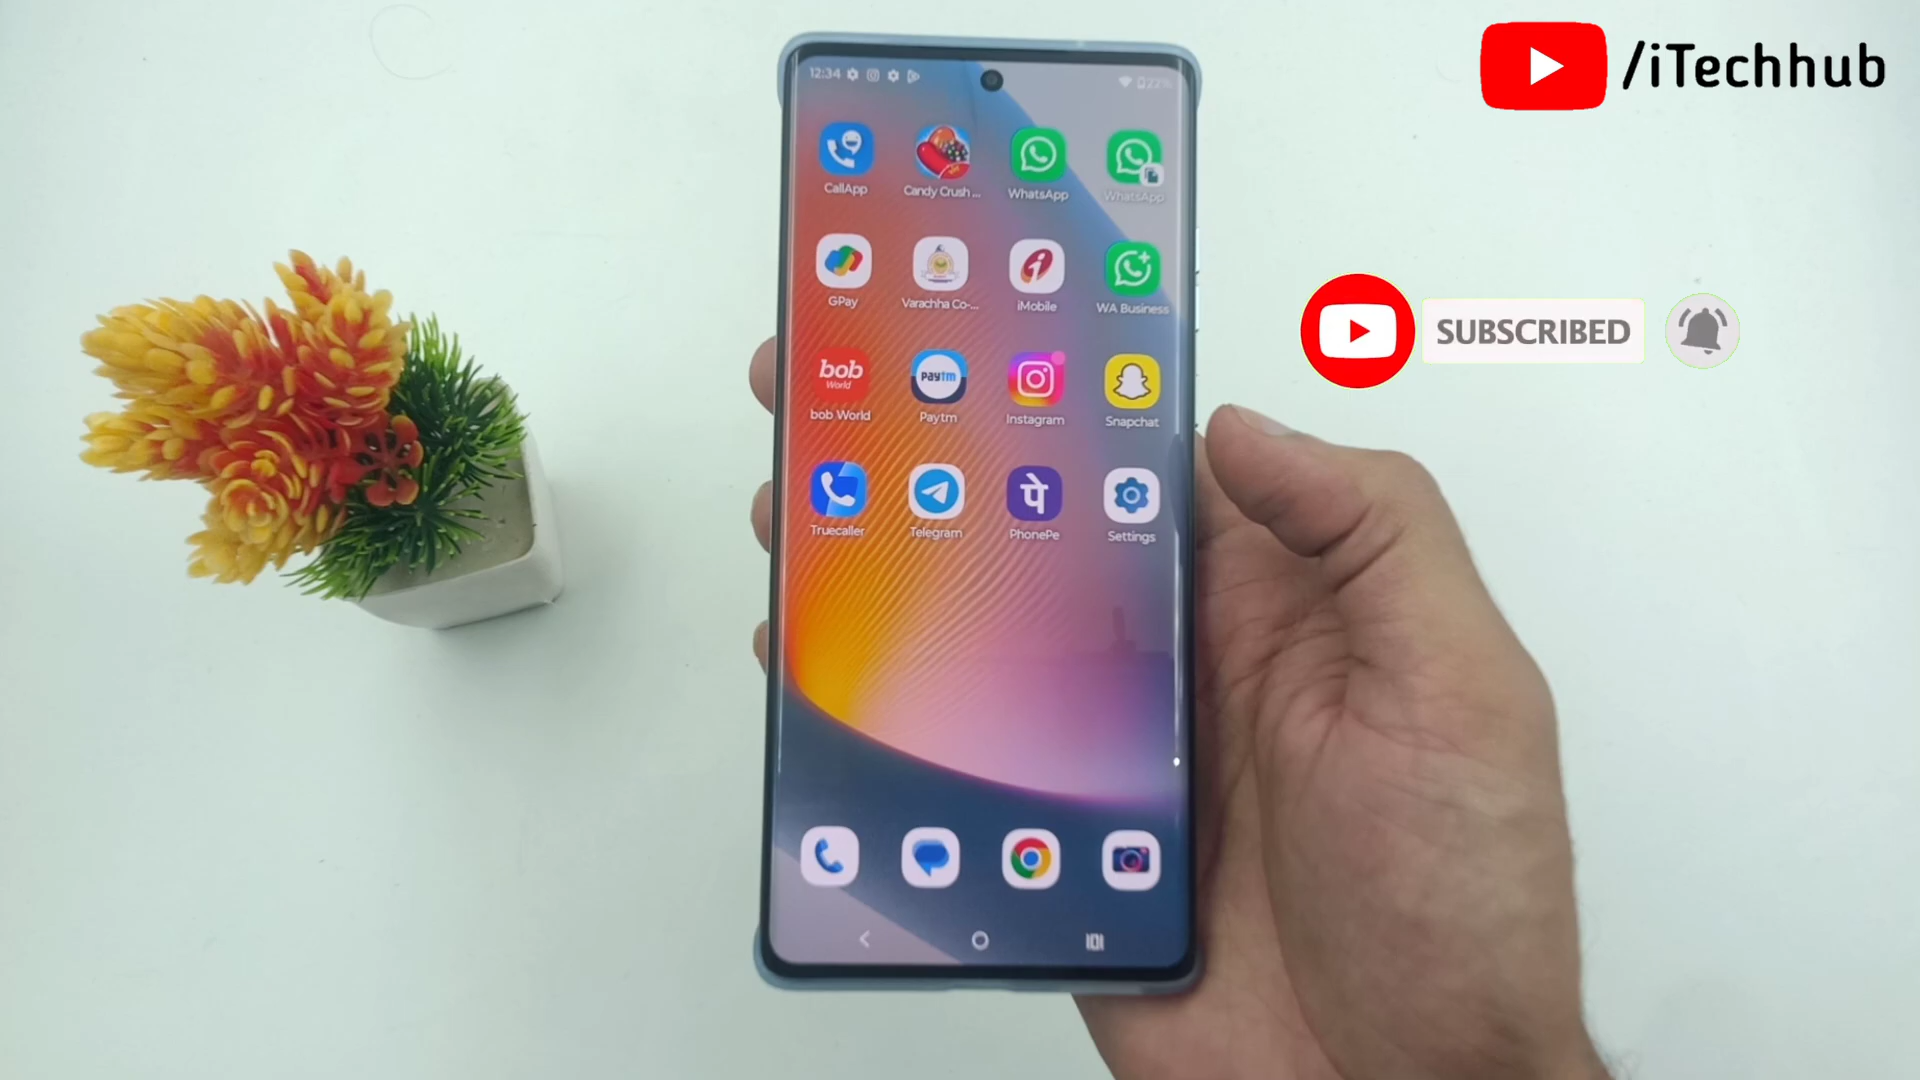 /iTechhub
12:34
22%
CallApp
Candy Crush ...
WhatsApp
WhatsApp
GPay
Varachha Co-...
iMobile
WA Business
bob
World
paytm
bob World
Paytm
Instagram
Snapchat
Truecaller
Telegram
पे
PhonePe
Settings
SUBSCRIBED